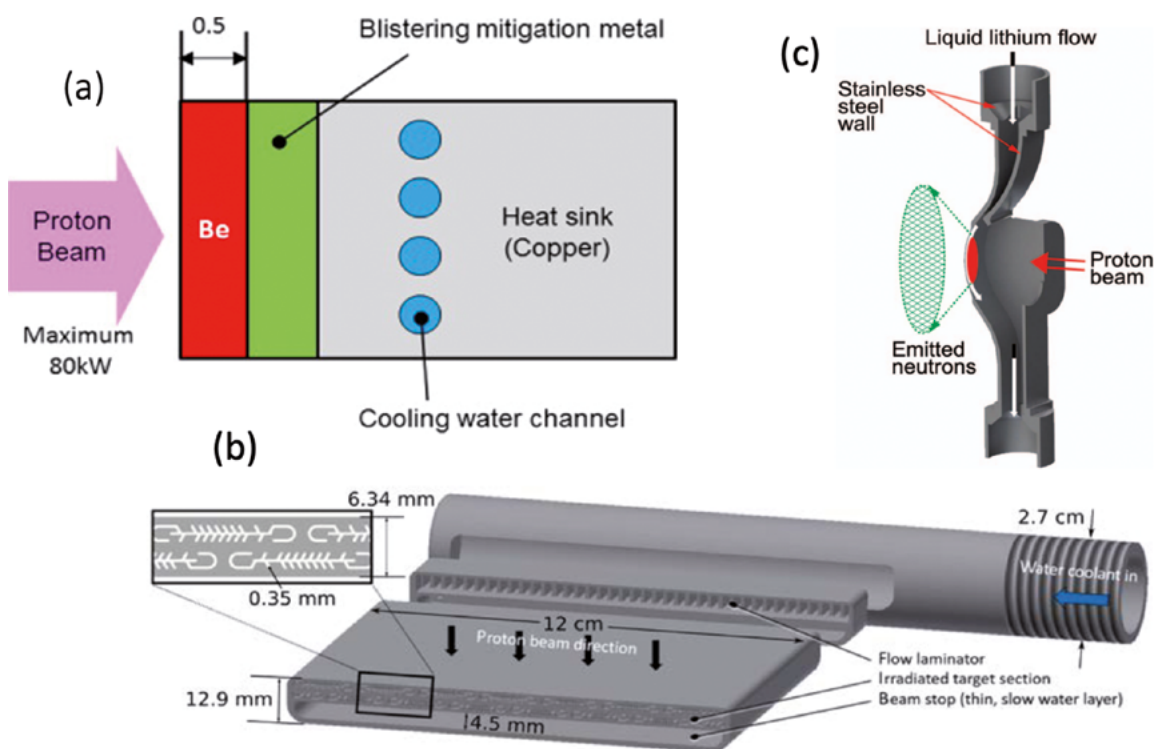 0.5
Blistering mitigation metal
(a)
Proton
Beam
Be
Heat sink
(Copper)
Maximum
80kW
Cooling water channel
(c)
Liquid lithium flow
Stainless
steel
wall
Proton
beam
Emitted
neutrons
(b)
6.34 mm
0.35 mm
2.7 cm
Water coolant in
12 cm
Proton beam direction
Flow laminator
Irradiated target section
Beam stop (thin, slow water layer)
12.9 mm
4.5 mm